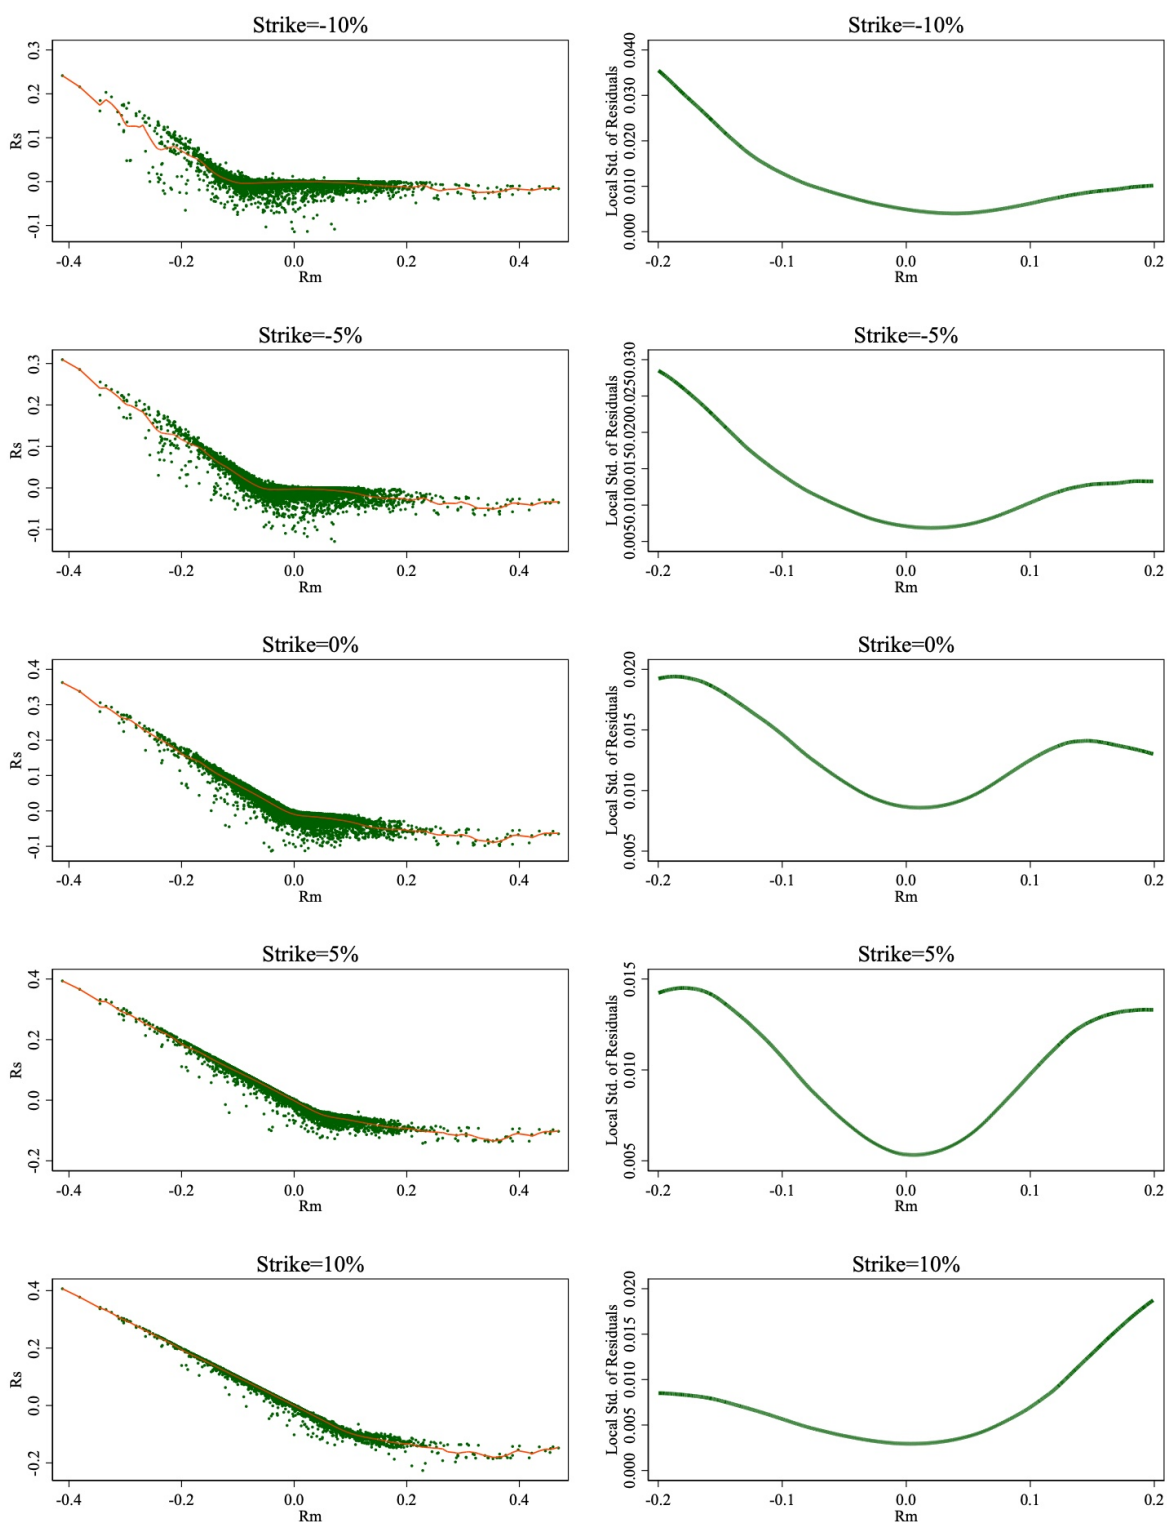 Strike=-10%
Rs
-0.1 0.0 0.1 0.2 0.3
-0.4 -0.2 0.0 0.2 0.4
Rm
Strike=-10%
Local Std. of Residuals
0.000 0.010 0.020 0.030 0.040
-0.2 -0.1 0.0 0.1 0.2
Rm
Strike=-5%
Rs
-0.1 0.0 0.1 0.2 0.3
-0.4 -0.2 0.0 0.2 0.4
Rm
Strike=-5%
Local Std. of Residuals
0.005 0.010 0.015 0.020 0.025 0.030
-0.2 -0.1 0.0 0.1 0.2
Rm
Strike=0%
Rs
-0.1 0.0 0.1 0.2 0.3 0.4
-0.4 -0.2 0.0 0.2 0.4
Rm
Strike=0%
Local Std. of Residuals
0.005 0.010 0.015 0.020
-0.2 -0.1 0.0 0.1 0.2
Rm
Strike=5%
Rs
-0.2 0.0 0.2 0.4
-0.4 -0.2 0.0 0.2 0.4
Rm
Strike=5%
Local Std. of Residuals
0.005 0.010 0.015
-0.2 -0.1 0.0 0.1 0.2
Rm
Strike=10%
Rs
-0.2 0.0 0.2 0.4
-0.4 -0.2 0.0 0.2 0.4
Rm
Strike=10%
Local Std. of Residuals
0.000 0.005 0.010 0.015 0.020
-0.2 -0.1 0.0 0.1 0.2
Rm